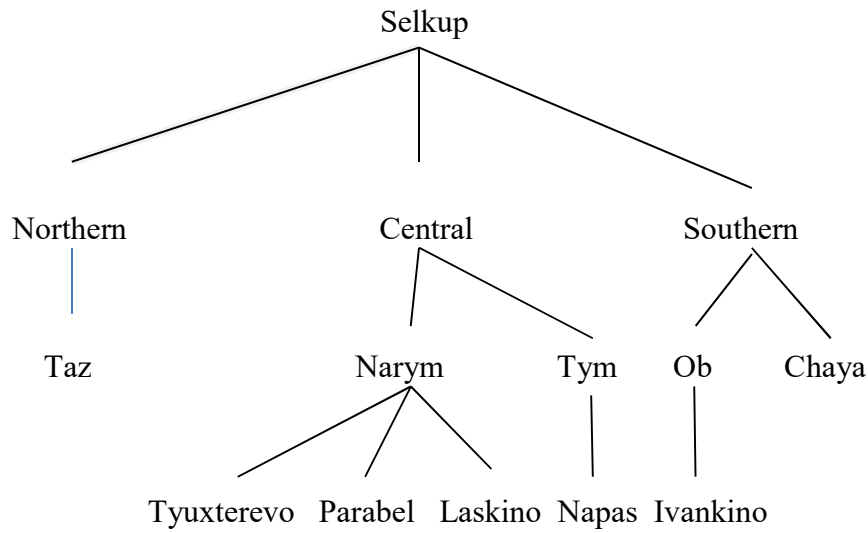 Selkup
Northern Central Southern
Taz Narym Tym Ob Chaya
Tyuxterevo Parabel Laskino Napas Ivankino